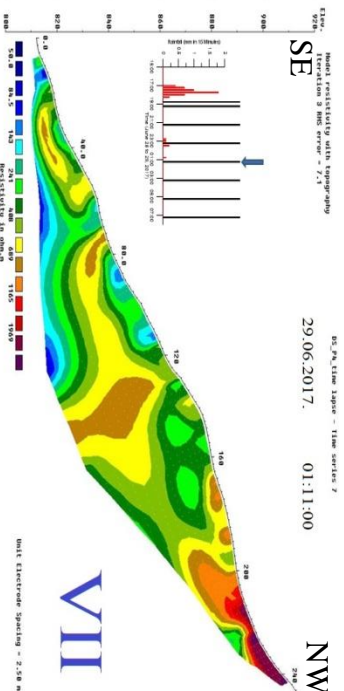 Elev.
Model resistivity with topography
Iteration 3 RMS error = 7.1
DS_P4_time lapse - Time series 7
29.06.2017. 01:11:00
SE
NW
920
900
880
860
840
820
800
0.0
40.0
80.0
120
160
200
240
VII
50.0 84.5 143 241 408 689 1165 1969
Resistivity in ohm.m
Unit Electrode Spacing = 2.50 m